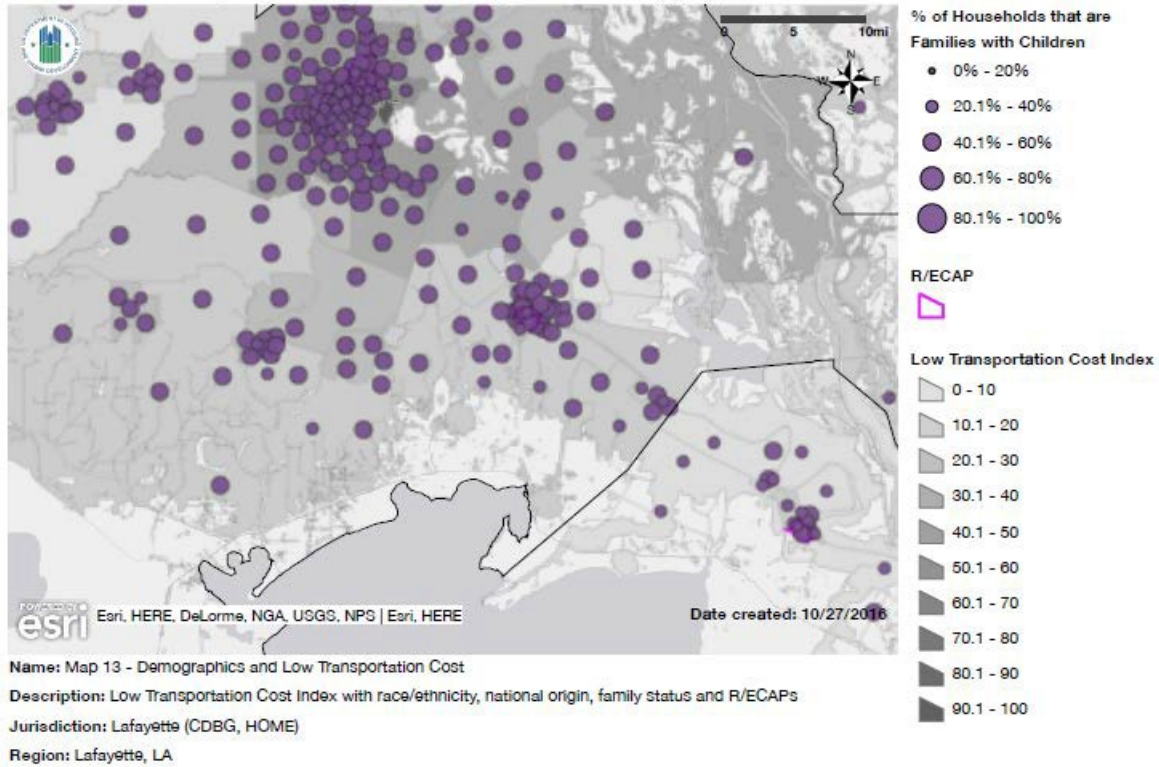 0 5 10mi
N
W E
S
% of Households that are
Families with Children
0% - 20%
20.1% - 40%
40.1% - 60%
60.1% - 80%
80.1% - 100%
R/ECAP
Low Transportation Cost Index
0 - 10
10.1 - 20
20.1 - 30
30.1 - 40
40.1 - 50
50.1 - 60
60.1 - 70
70.1 - 80
80.1 - 90
90.1 - 100
POWERED BY
esri
Esri, HERE, DeLorme, NGA, USGS, NPS | Esri, HERE
Date created: 10/27/2016
Name: Map 13 - Demographics and Low Transportation Cost
Description: Low Transportation Cost Index with race/ethnicity, national origin, family status and R/ECAPs
Jurisdiction: Lafayette (CDBG, HOME)
Region: Lafayette, LA